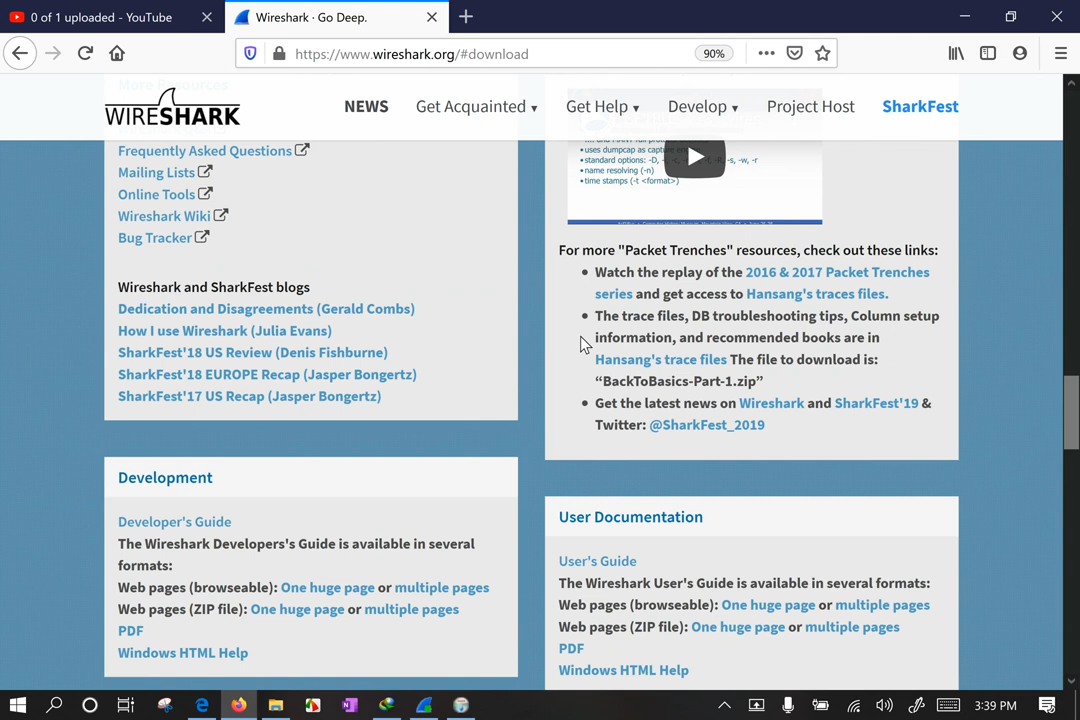 0 of 1 uploaded - YouTube
Wireshark · Go Deep.
https://www.wireshark.org/#download
90%
More Resources
WIRESHARK
NEWS
Get Acquainted
Get Help
Develop
Project Host
SharkFest
Frequently Asked Questions
Mailing Lists
Online Tools
Wireshark Wiki
Bug Tracker
Wireshark and SharkFest blogs
Dedication and Disagreements (Gerald Combs)
How I use Wireshark (Julia Evans)
SharkFest'18 US Review (Denis Fishburne)
SharkFest'18 EUROPE Recap (Jasper Bongertz)
SharkFest'17 US Recap (Jasper Bongertz)
uses dumpcap as capture
standard options: -D, -s, -w, -r
name resolving (-n)
time stamps (-t <format>)
For more "Packet Trenches" resources, check out these links:
Watch the replay of the 2016 & 2017 Packet Trenches
series and get access to Hansang's traces files.
The trace files, DB troubleshooting tips, Column setup
information, and recommended books are in
Hansang's trace files The file to download is:
“BackToBasics-Part-1.zip”
Get the latest news on Wireshark and SharkFest'19 &
Twitter: @SharkFest_2019
Development
Developer's Guide
The Wireshark Developers's Guide is available in several
formats:
Web pages (browseable): One huge page or multiple pages
Web pages (ZIP file): One huge page or multiple pages
PDF
Windows HTML Help
User Documentation
User's Guide
The Wireshark User's Guide is available in several formats:
Web pages (browseable): One huge page or multiple pages
Web pages (ZIP file): One huge page or multiple pages
PDF
Windows HTML Help
3:39 PM